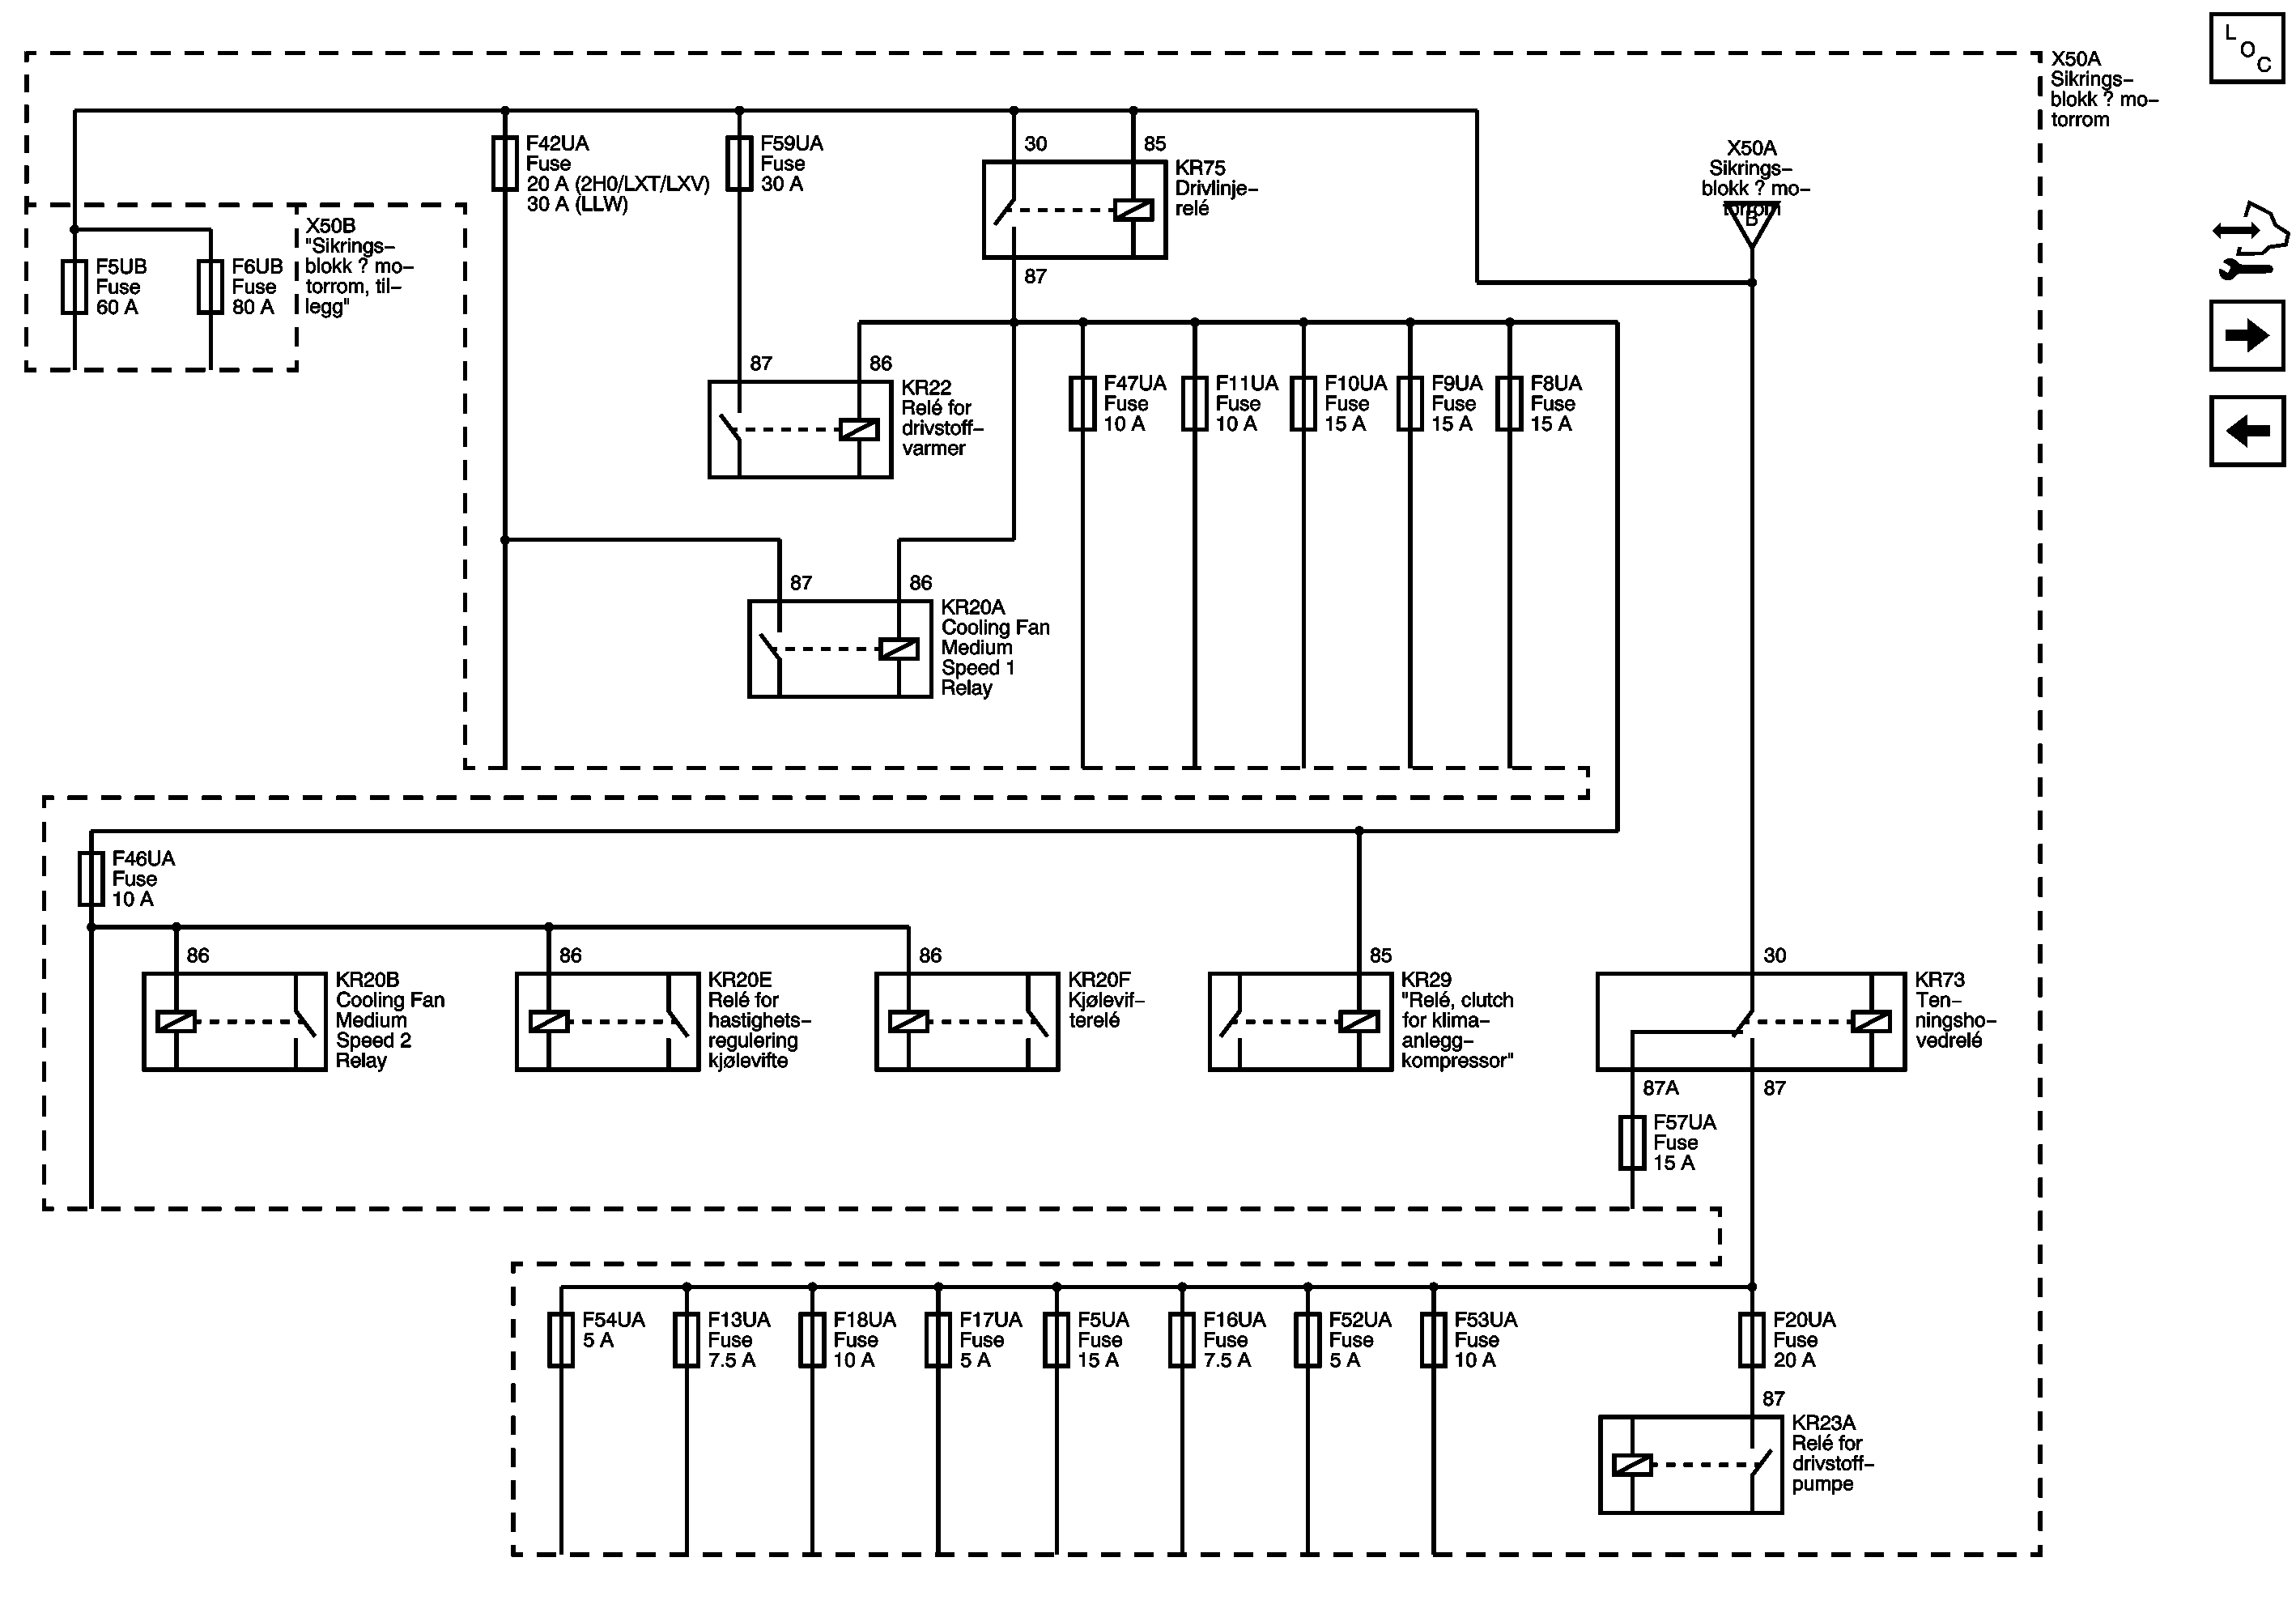 L
O
C
X50A
Sikrings–
blokk ? mo–
torrom
F42UA
Fuse
20 A (2H0/LXT/LXV)
30 A (LLW)
F59UA
Fuse
30 A
30
85
KR75
Drivlinje–
relé
87
X50A
Sikrings–
blokk ? mo–
torrom
B
X50B
"Sikrings–
blokk ? mo–
torrom, til–
legg"
F5UB
Fuse
60 A
F6UB
Fuse
80 A
87
86
KR22
Relé for
drivstoff–
varmer
F47UA
Fuse
10 A
F11UA
Fuse
10 A
F10UA
Fuse
15 A
F9UA
Fuse
15 A
F8UA
Fuse
15 A
87
86
KR20A
Cooling Fan
Medium
Speed 1
Relay
F46UA
Fuse
10 A
86
KR20B
Cooling Fan
Medium
Speed 2
Relay
86
KR20E
Relé for
hastighets–
regulering
kjølevifte
86
KR20F
Kjølevif–
terelé
85
KR29
"Relé, clutch
for klima–
anlegg–
kompressor"
30
KR73
Ten–
ningsho–
vedrelé
87A
87
F57UA
Fuse
15 A
F54UA
5 A
F13UA
Fuse
7.5 A
F18UA
Fuse
10 A
F17UA
Fuse
5 A
F5UA
Fuse
15 A
F16UA
Fuse
7.5 A
F52UA
Fuse
5 A
F53UA
Fuse
10 A
F20UA
Fuse
20 A
87
KR23A
Relé for
drivstoff–
pumpe